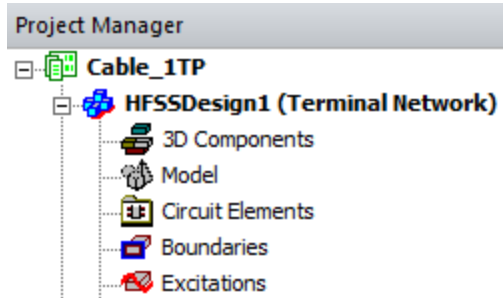 Project Manager
Cable_1TP
HFSSDesign1 (Terminal Network)
3D Components
Model
Circuit Elements
Boundaries
Excitations